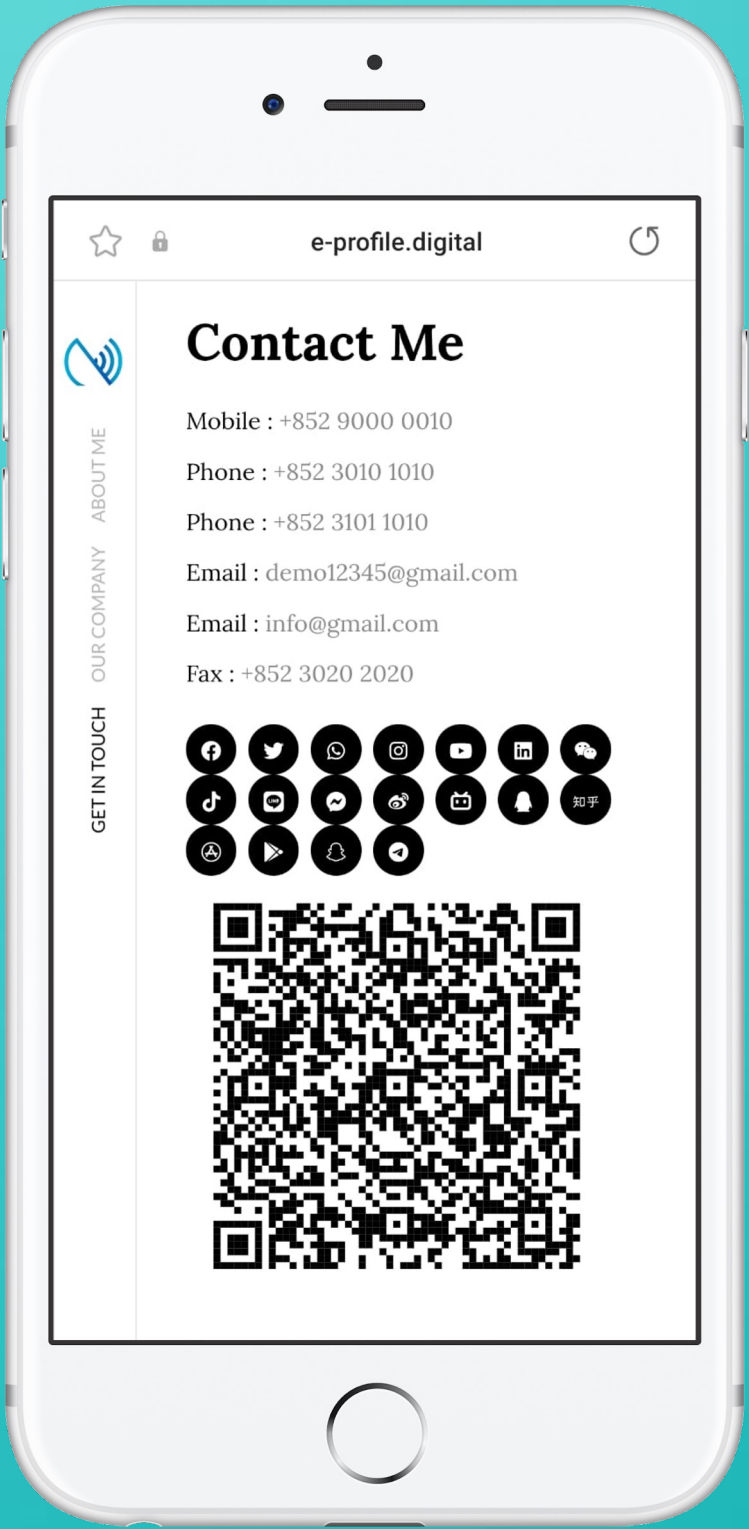 e-profile.digital
Contact Me
ABOUT ME
OUR COMPANY
GET IN TOUCH
Mobile : +852 9000 0010
Phone : +852 3010 1010
Phone : +852 3101 1010
Email : demo12345@gmail.com
Email : info@gmail.com
Fax : +852 3020 2020
in
LINE
知乎